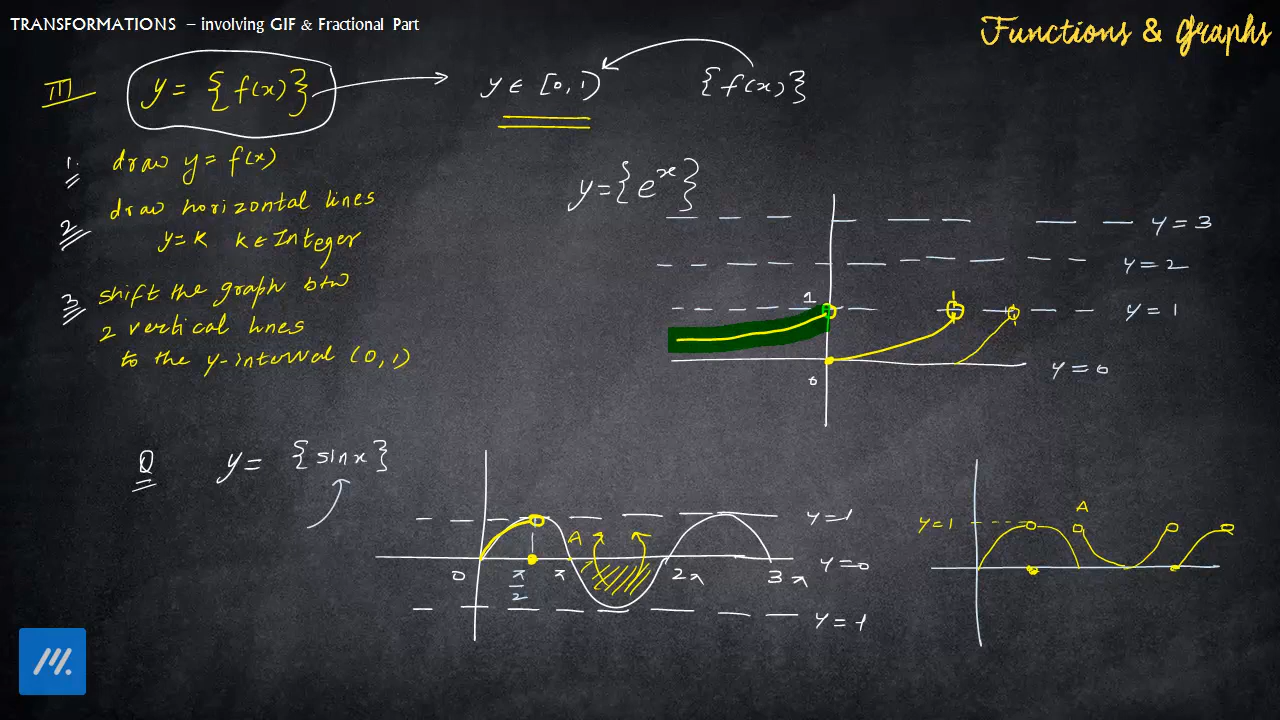 TRANSFORMATIONS – involving GIF & Fractional Part
Functions & Graphs
III y = {f(x)} y ∈ [0,1) {f(x)}
1. draw y = f(x)
2. draw horizontal lines
y = k k ∈ Integer
3. shift the graph btw
2 vertical lines
to the y-interval (0,1)
y = {e^x}
y = 3
y = 2
1 y = 1
0 y = 0
Q y = {sinx}
y=1
A y=0
0 π/2 π 2π 3π
y = 1
y=1 A
M.